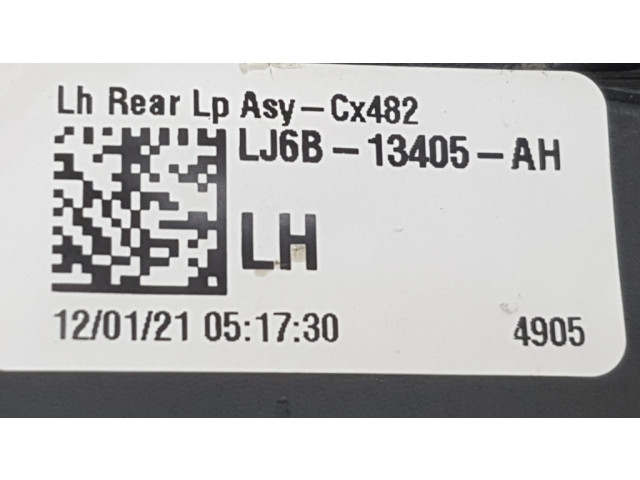 Lh Rear Lp Asy-Cx482
LJ6B-13405-AH
LH
12/01/21 05:17:30 4905